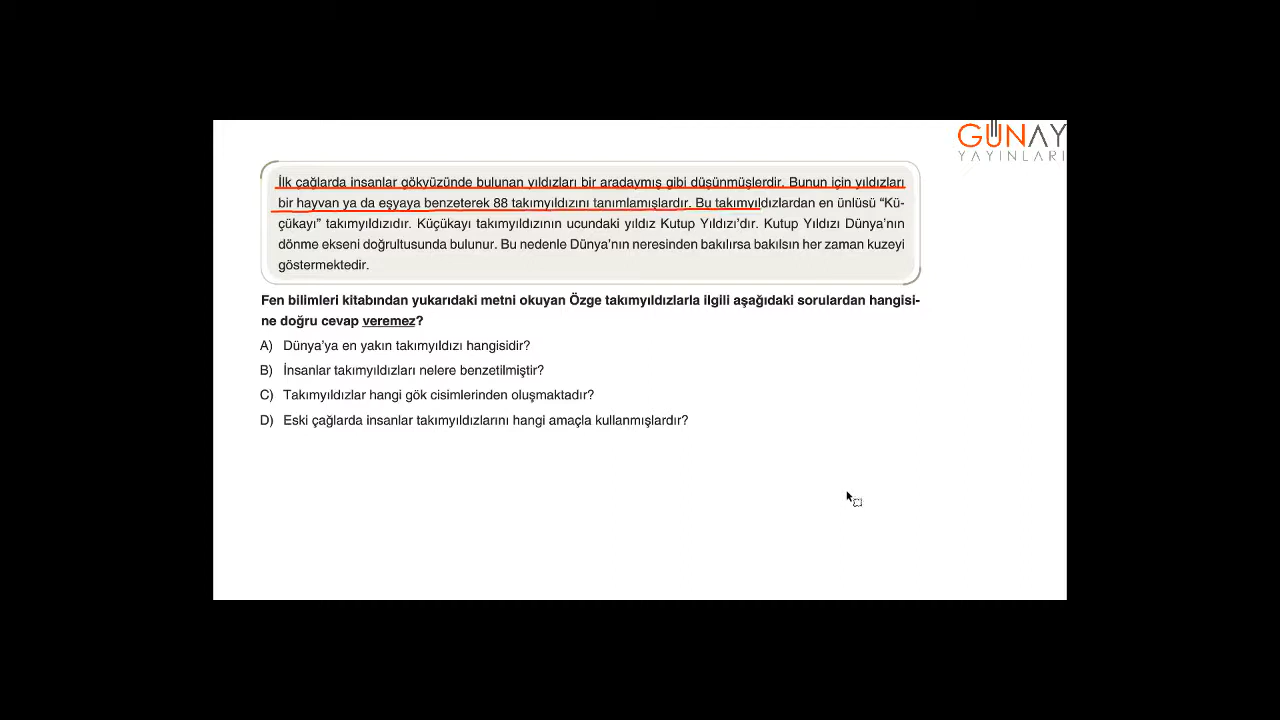 GÜNAY
YAYINLARI
İlk çağlarda insanlar gökyüzünde bulunan yıldızları bir aradaymış gibi düşünmüşlerdir. Bunun için yıldızları
bir hayvan ya da eşyaya benzeterek 88 takımyıldızını tanımlamışlardır. Bu takımyıldızlardan en ünlüsü “Kü-
çükayı” takımyıldızıdır. Küçükayı takımyıldızının ucundaki yıldız Kutup Yıldızı’dır. Kutup Yıldızı Dünya’nın
dönme ekseni doğrultusunda bulunur. Bu nedenle Dünya’nın neresinden bakılırsa bakılsın her zaman kuzeyi
göstermektedir.
Fen bilimleri kitabından yukarıdaki metni okuyan Özge takımyıldızlarla ilgili aşağıdaki sorulardan hangisi-
ne doğru cevap veremez?
A) Dünya’ya en yakın takımyıldızı hangisidir?
B) İnsanlar takımyıldızları nelere benzetilmiştir?
C) Takımyıldızlar hangi gök cisimlerinden oluşmaktadır?
D) Eski çağlarda insanlar takımyıldızlarını hangi amaçla kullanmışlardır?